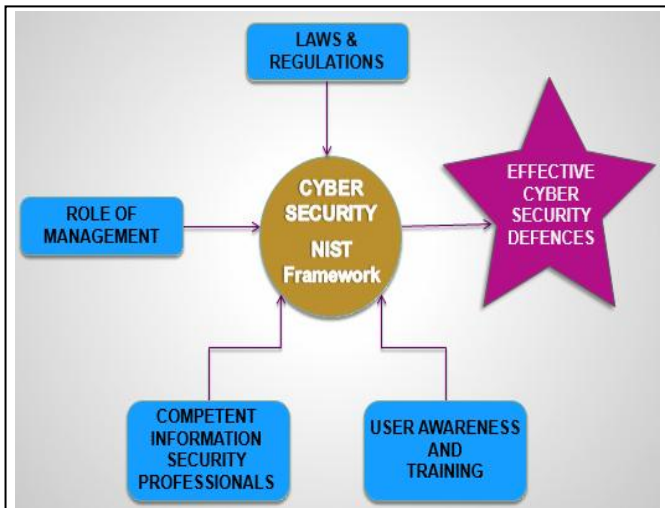 LAWS &
REGULATIONS
ROLE OF
MANAGEMENT
CYBER
SECURITY
NIST
Framework
EFFECTIVE
CYBER
SECURITY
DEFENCES
COMPETENT
INFORMATION
SECURITY
PROFESSIONALS
USER AWARENESS
AND
TRAINING